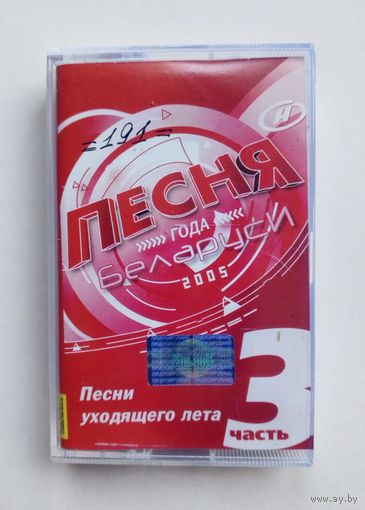 =191=
Н
ПЕСНЯ
ГОДА
Беларуси
2005
Песни
уходящего лета
3
часть
www.ay.by